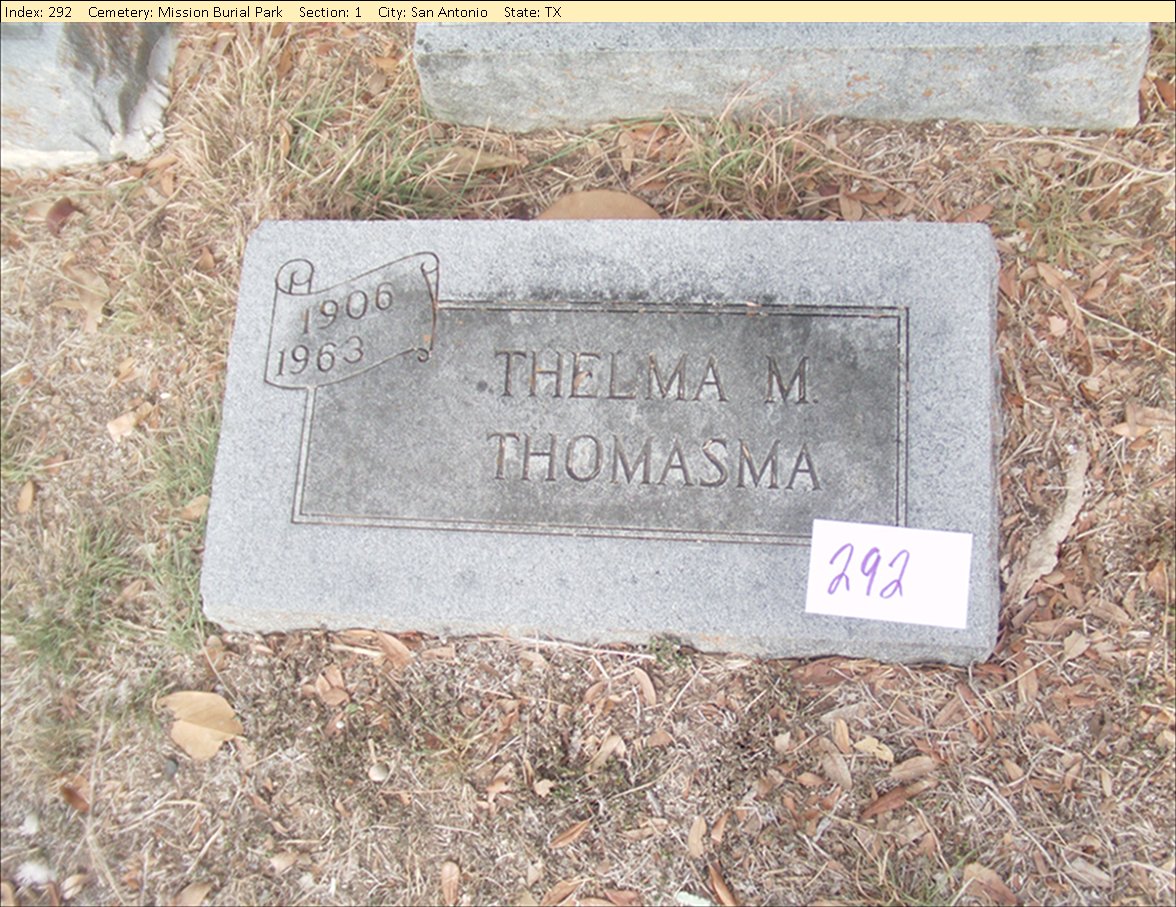 Index: 292 Cemetery: Mission Burial Park Section: 1 City: San Antonio State: TX
1906
1963
THELMA M.
THOMASMA
292